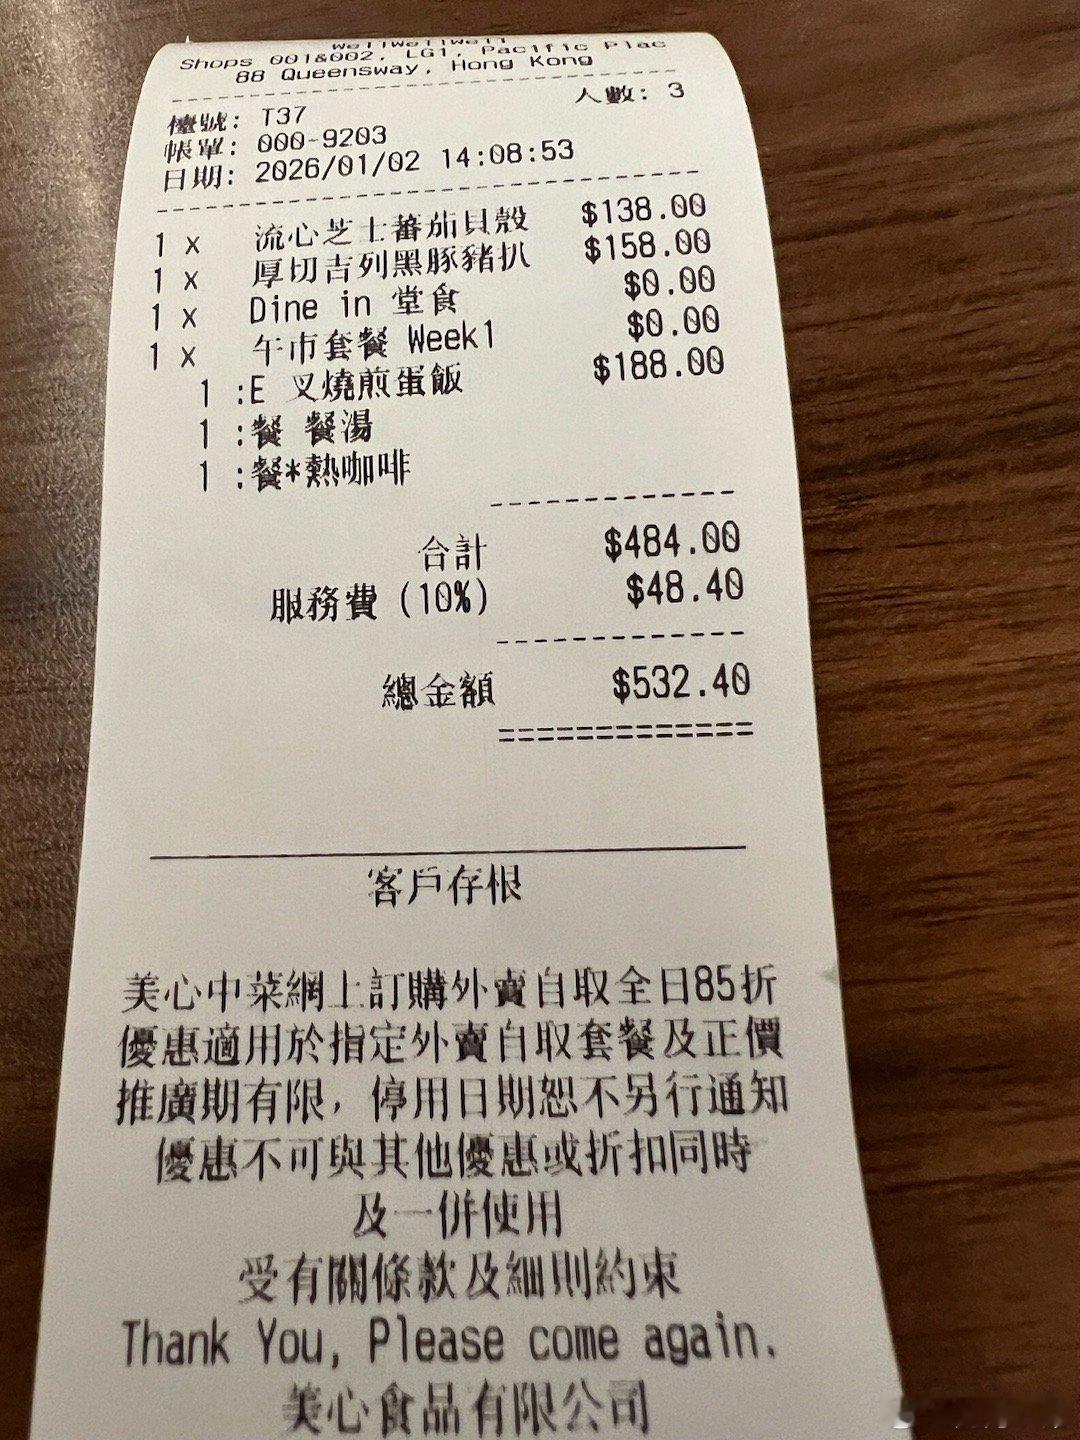 wellwellwell
Shops 001&002, LG1, Pacific Plac
88 Queensway, Hong Kong
人數: 3
檯號: T37
帳單: 000-9203
日期: 2026/01/02 14:08:53
1 x 流心芝士蕃茄貝殼 $138.00
1 x 厚切吉列黑豚豬扒 $158.00
1 x Dine in 堂食 $0.00
1 x 午市套餐 Week1 $0.00
1 :E 叉燒煎蛋飯 $188.00
1 :餐 餐湯
1 :餐*熱咖啡
合計 $484.00
服務費 (10%) $48.40
總金額 $532.40
客戶存根
美心中菜網上訂購外賣自取全日85折
優惠適用於指定外賣自取套餐及正價
推廣期有限，停用日期恕不另行通知
優惠不可與其他優惠或折扣同時
及一併使用
受有關條款及細則約束
Thank You, Please come again.
美心食品有限公司